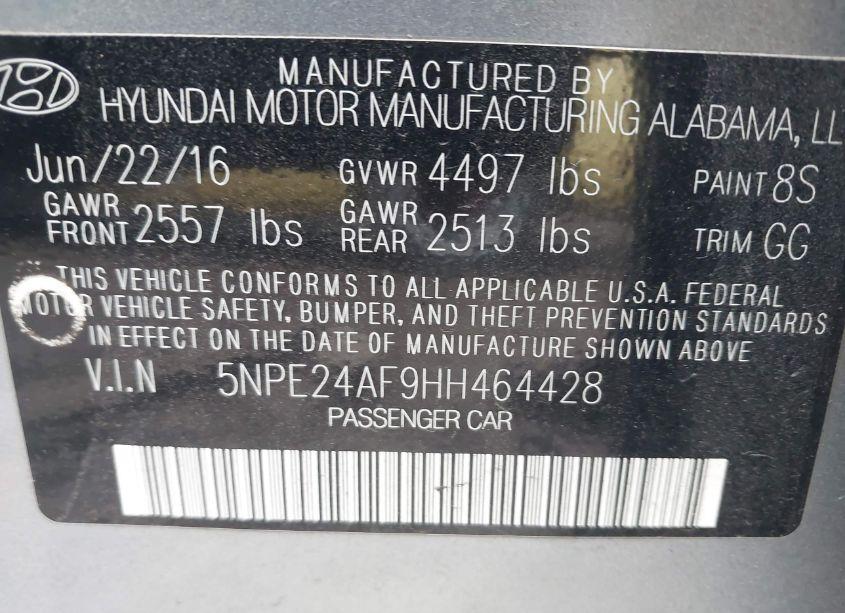 MANUFACTURED BY
HYUNDAI MOTOR MANUFACTURING ALABAMA, LL
Jun/22/16 GVWR 4497 lbs PAINT 8S
GAWR FRONT 2557 lbs GAWR REAR 2513 lbs TRIM GG
THIS VEHICLE CONFORMS TO ALL APPLICABLE U.S.A. FEDERAL
MOTOR VEHICLE SAFETY, BUMPER, AND THEFT PREVENTION STANDARDS
IN EFFECT ON THE DATE OF MANUFACTURE SHOWN ABOVE
V.I.N 5NPE24AF9HH464428
PASSENGER CAR